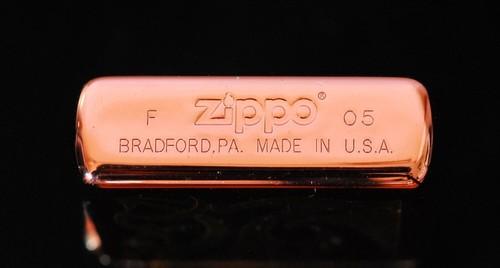 F zippo® 05
BRADFORD, PA. MADE IN U.S.A.